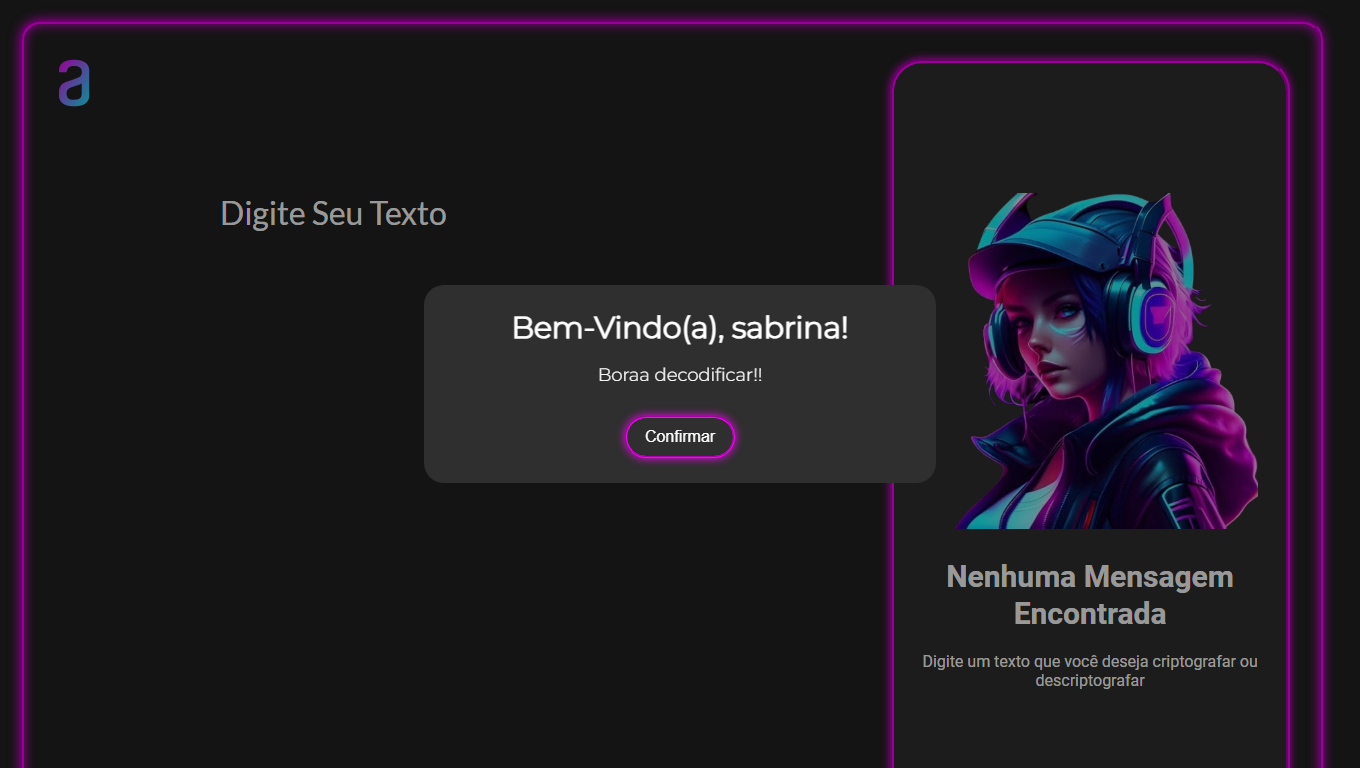 a
Digite Seu Texto
Bem-Vindo(a), sabrina!
Boraa decodificar!!
Confirmar
Nenhuma Mensagem
Encontrada
Digite um texto que você deseja criptografar ou
descriptografar